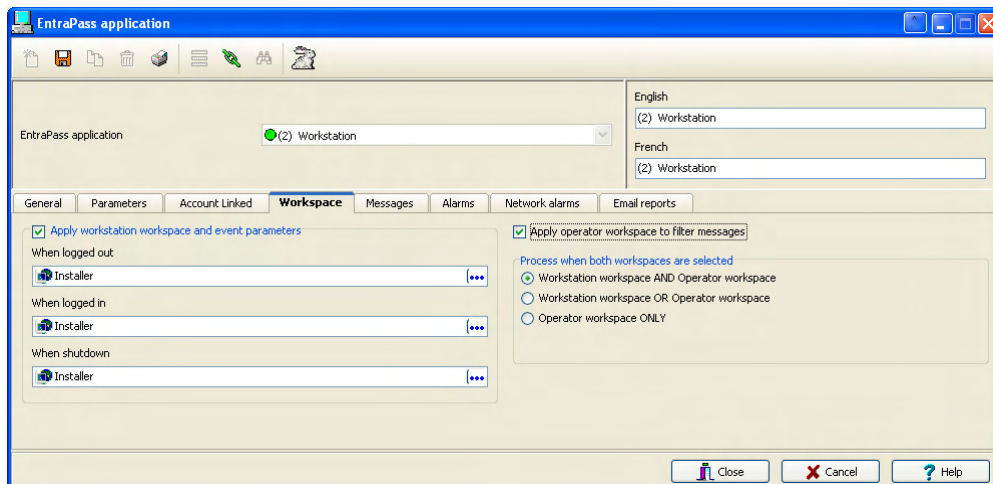 EntraPass application
English
(2) Workstation
EntraPass application
(2) Workstation
French
(2) Workstation
General Parameters Account Linked Workspace Messages Alarms Network alarms Email reports
Apply workstation workspace and event parameters
When logged out
Installer
When logged in
Installer
When shutdown
Installer
Apply operator workspace to filter messages
Process when both workspaces are selected
Workstation workspace AND Operator workspace
Workstation workspace OR Operator workspace
Operator workspace ONLY
Close Cancel Help